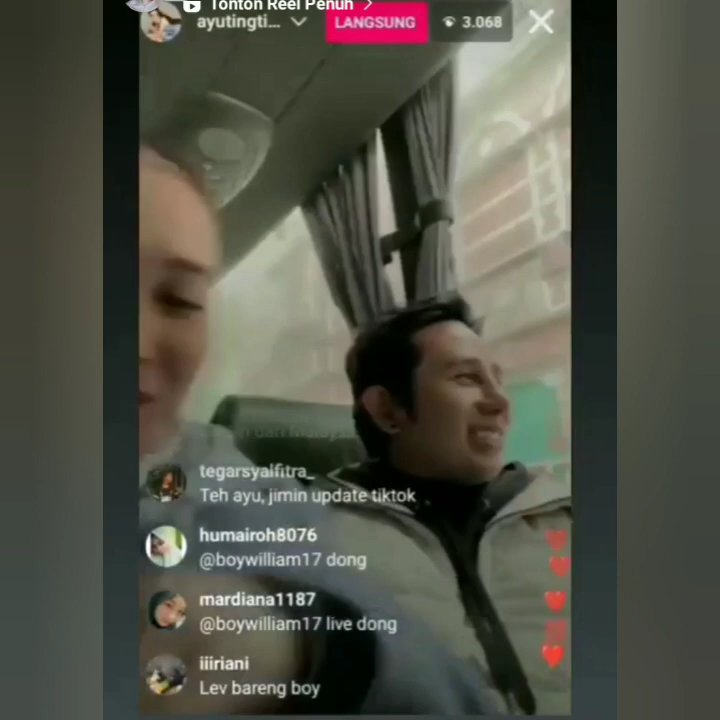 Tonton Reel Penuh >
ayutingti...
LANGSUNG
3.068
tegarsyalfitra_
Teh ayu, jimin update tiktok
humairoh8076
@boywilliam17 dong
mardiana1187
@boywilliam17 live dong
iiiriani
Lev bareng boy